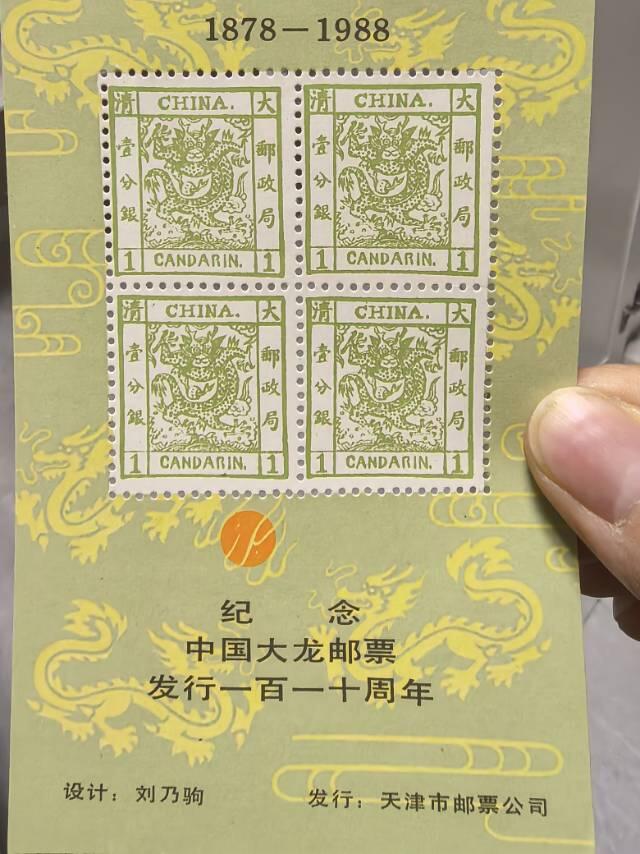 1878－1988
清 CHINA. 大
壹分銀
郵政局
1 CANDARIN. 1
清 CHINA. 大
壹分銀
郵政局
1 CANDARIN. 1
清 CHINA. 大
壹分銀
郵政局
1 CANDARIN. 1
清 CHINA. 大
壹分銀
郵政局
1 CANDARIN. 1
纪 念
中国大龙邮票
发行一百一十周年
设计：刘乃驹 发行：天津市邮票公司